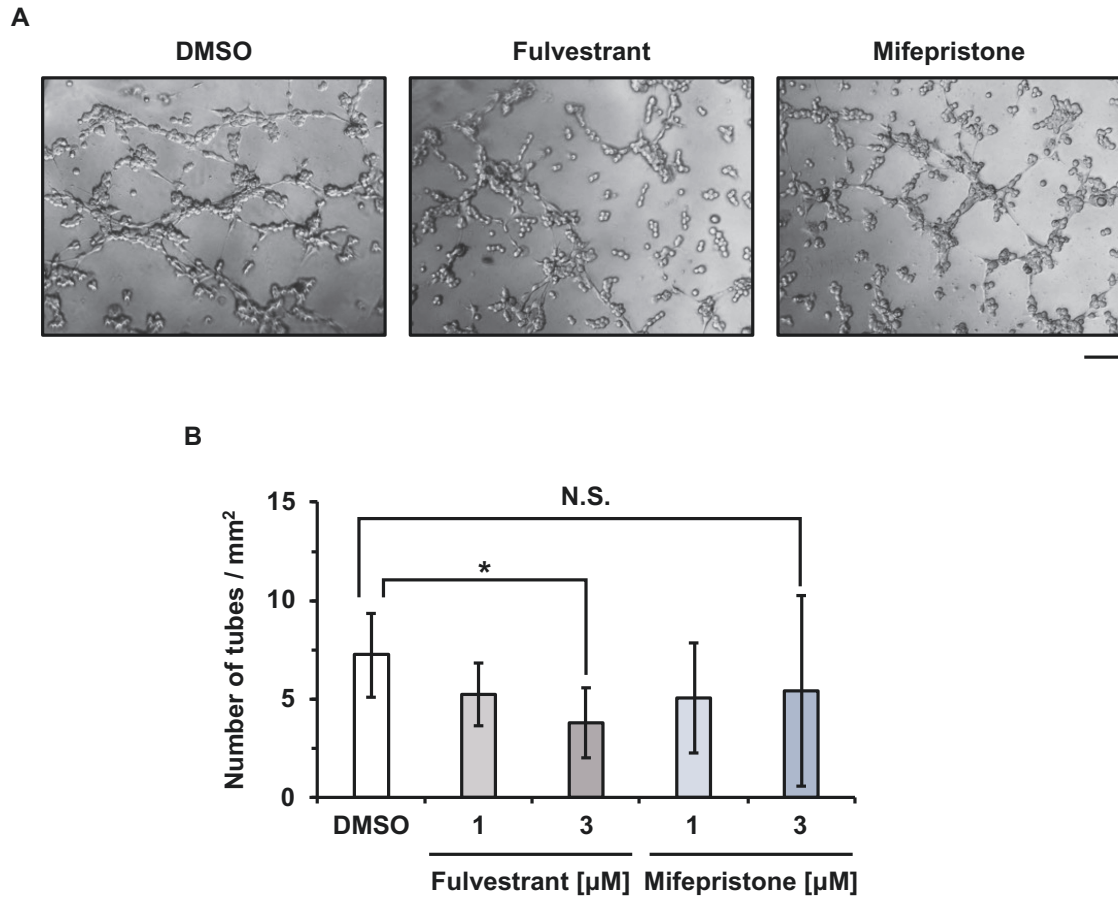 A
DMSO
Fulvestrant
Mifepristone
B
N.S.
*
Number of tubes / mm²
15
10
5
0
DMSO
1
3
1
3
Fulvestrant [μM]
Mifepristone [μM]